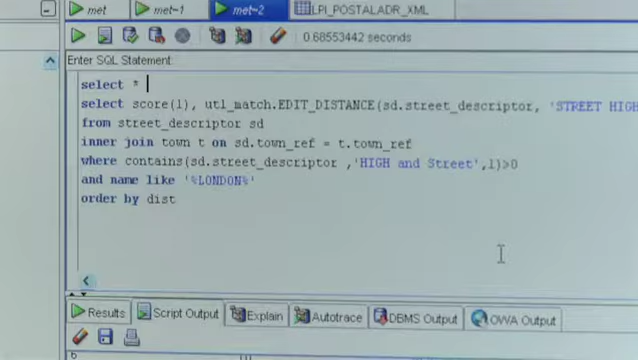 met met~1 met~2 LPI_POSTALADR_XML
0.68553442 seconds
Enter SQL Statement:
select *
select score(1), utl_match.EDIT_DISTANCE(sd.street_descriptor, 'STREET HIGH
from street_descriptor sd
inner join town t on sd.town_ref = t.town_ref
where contains(sd.street_descriptor ,'HIGH and Street',1)>0
and name like '%LONDON%'
order by dist
Results Script Output Explain Autotrace DBMS Output OWA Output